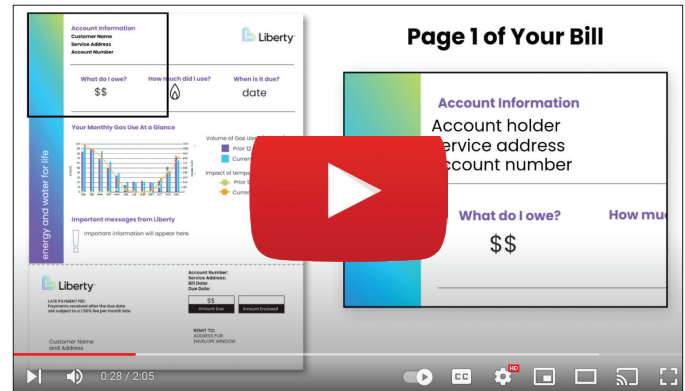 Account Information
Customer Name
Service Address
Account Number
Liberty
What do I owe?
How much did I use?
When is it due?
$$
date
Your Monthly Gas Use At a Glance
Volume of Gas Use
Prior 12
Curren
Impact of tempe
Prior
Curre
energy and water for life
Important messages from Liberty
Important information will appear here.
Liberty
Account Number:
Service Address:
Bill Date:
Due Date:
LATE PAYMENT FEE:
Payments received after the due date
are subject to a 1.50% fee per month date
$$
Amount Due
Amount Enclosed
REMIT TO:
ADDRESS FOR
ENVELOPE WINDOW
Customer Name
and Address
Page 1 of Your Bill
Account Information
Account holder
ervice address
ccount number
What do I owe?
How mu
$$
0:28 / 2:05
CC
HD